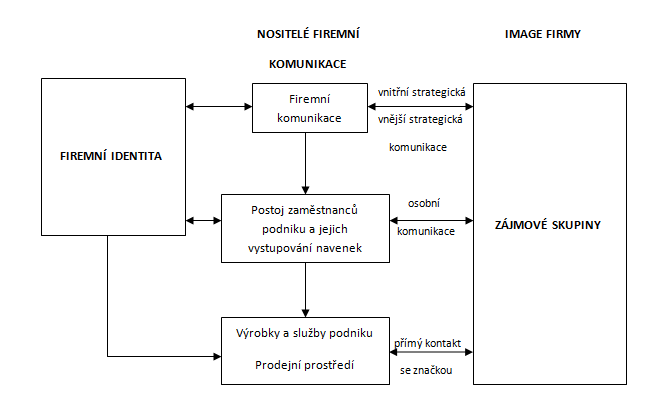 NOSITELÉ FIREMNÍ
KOMUNIKACE
IMAGE FIRMY
FIREMNÍ IDENTITA
Firemní
komunikace
vnitřní strategická
vnější strategická
komunikace
Postoj zaměstnanců
podniku a jejich
vystupování navenek
osobní
komunikace
ZÁJMOVÉ SKUPINY
Výrobky a služby podniku
Prodejní prostředí
přímý kontakt
se značkou